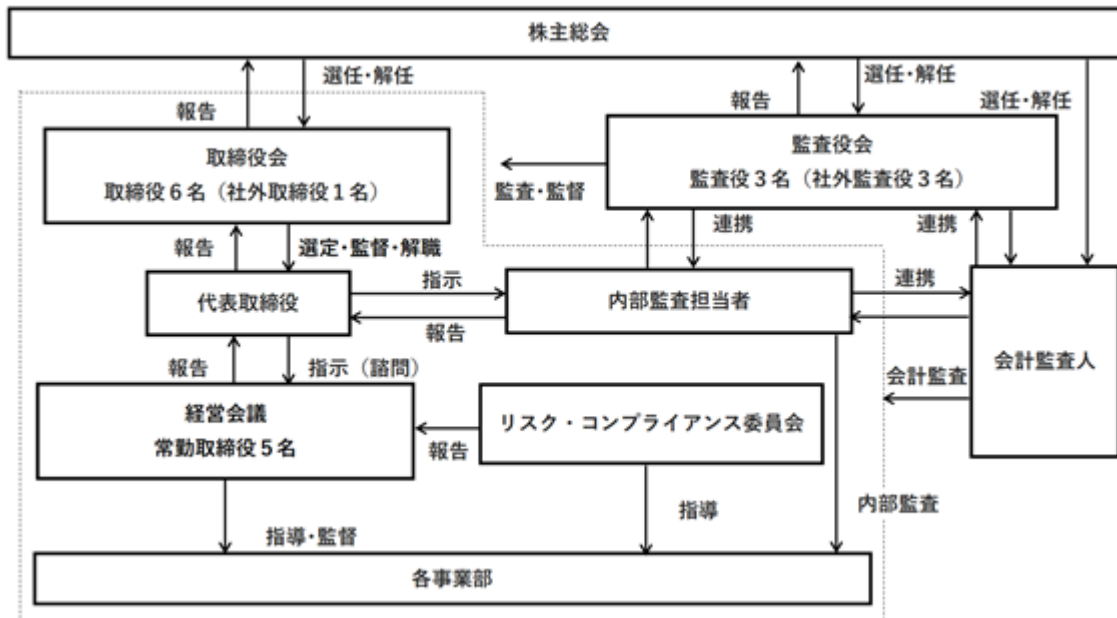 株主総会
選任・解任
選任・解任
選任・解任
報告
報告
取締役会
取締役6名（社外取締役1名）
監査役会
監査役3名（社外監査役3名）
監査・監督
報告
選定・監督・解職
連携
連携
代表取締役
指示
報告
内部監査担当者
連携
会計監査人
報告
指示（諮問）
会計監査
経営会議
常勤取締役5名
報告
リスク・コンプライアンス委員会
指導・監督
指導
内部監査
各事業部